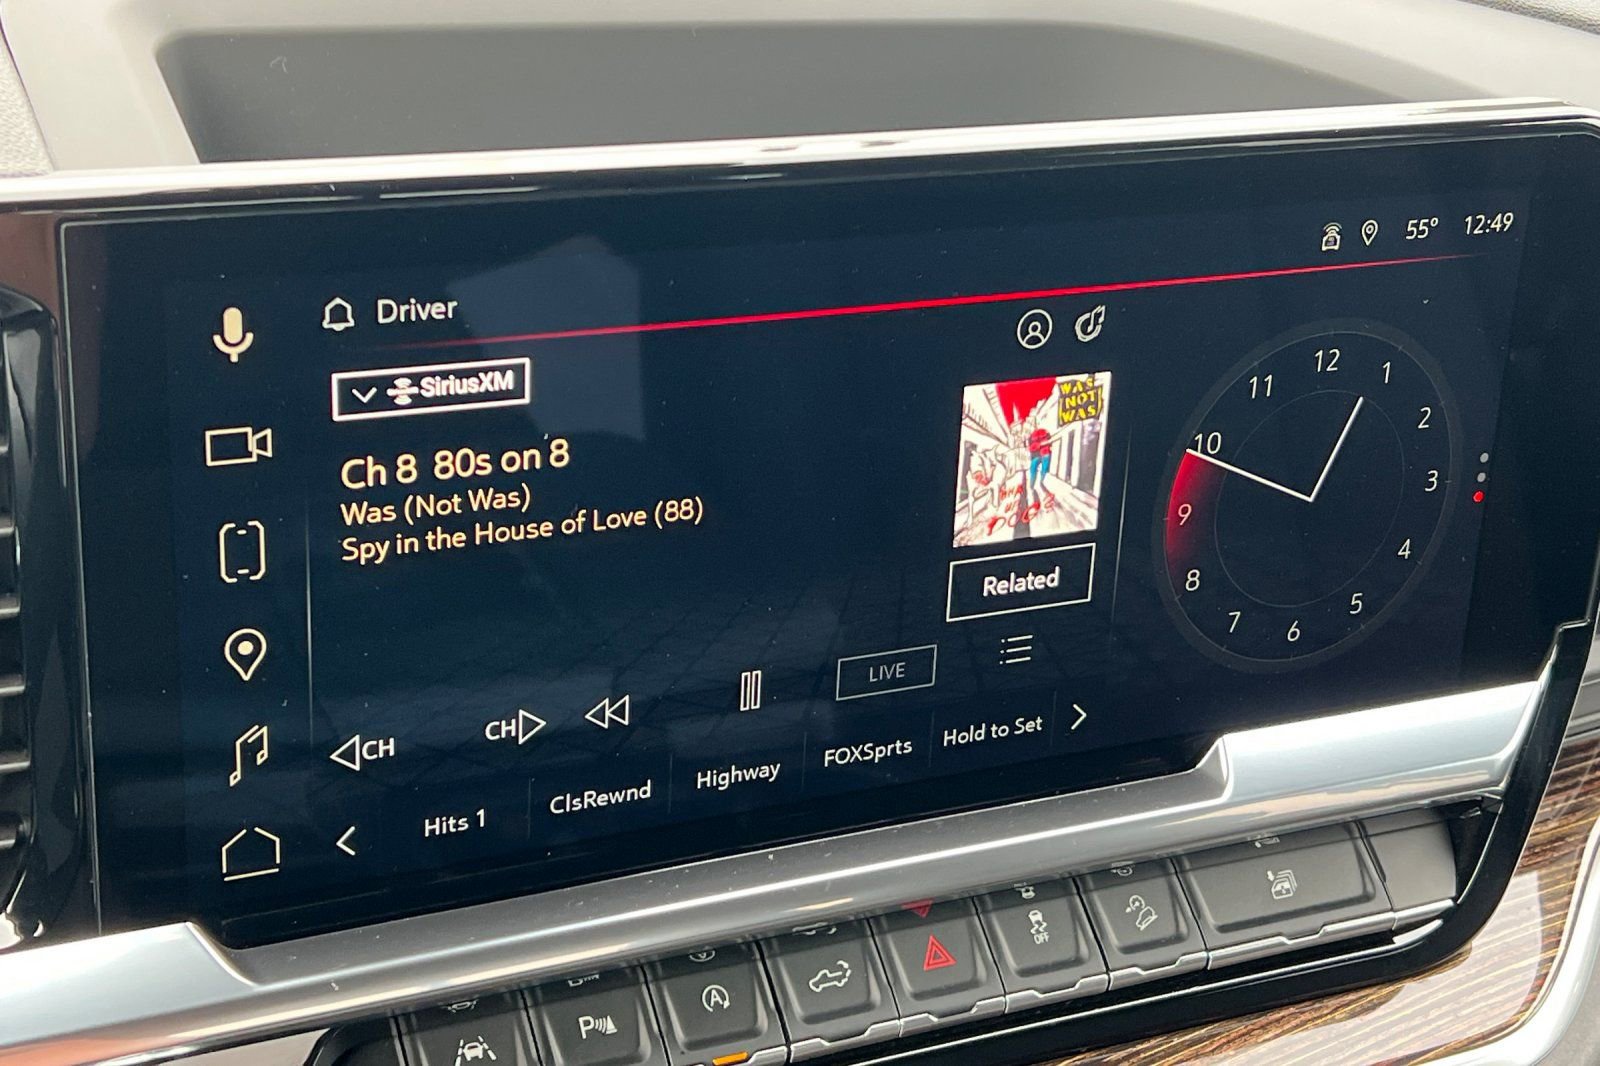 55° 12:49
Driver
SiriusXM
Ch 8 80s on 8
Was (Not Was)
Spy in the House of Love (88)
WAS
NOT
WAS
Related
12
1
2
3
4
5
6
7
8
9
10
11
CH
CH
LIVE
Hits 1
ClsRewnd
Highway
FOXSprts
Hold to Set
P
A
OFF